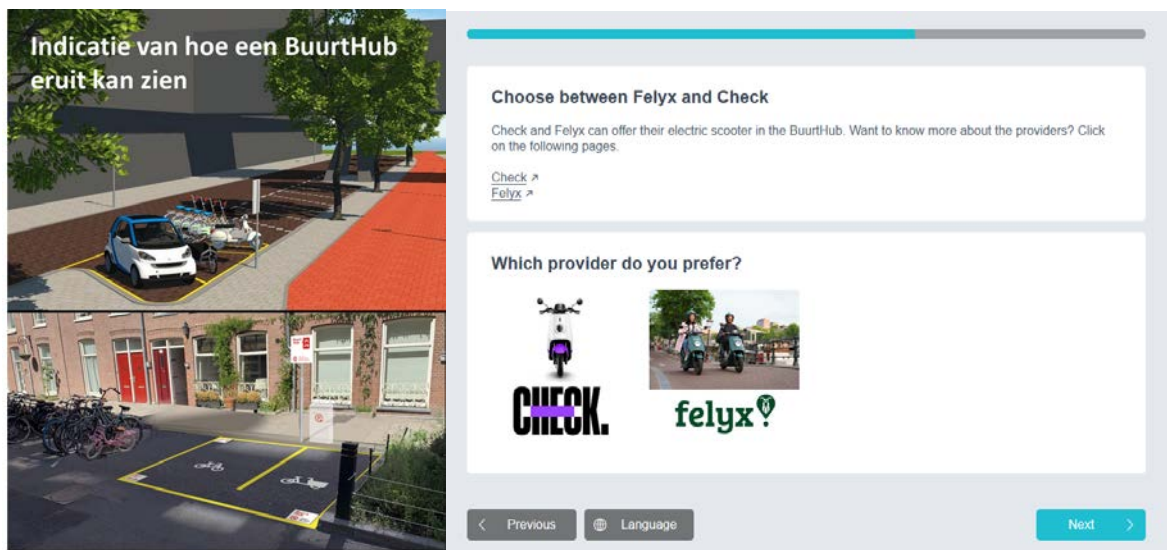 Indicatie van hoe een BuurtHub
eruit kan zien
Choose between Felyx and Check
Check and Felyx can offer their electric scooter in the BuurtHub. Want to know more about the providers? Click
on the following pages.
Check ↗
Felyx ↗
Which provider do you prefer?
CHECK.
felyx
Previous
Language
Next